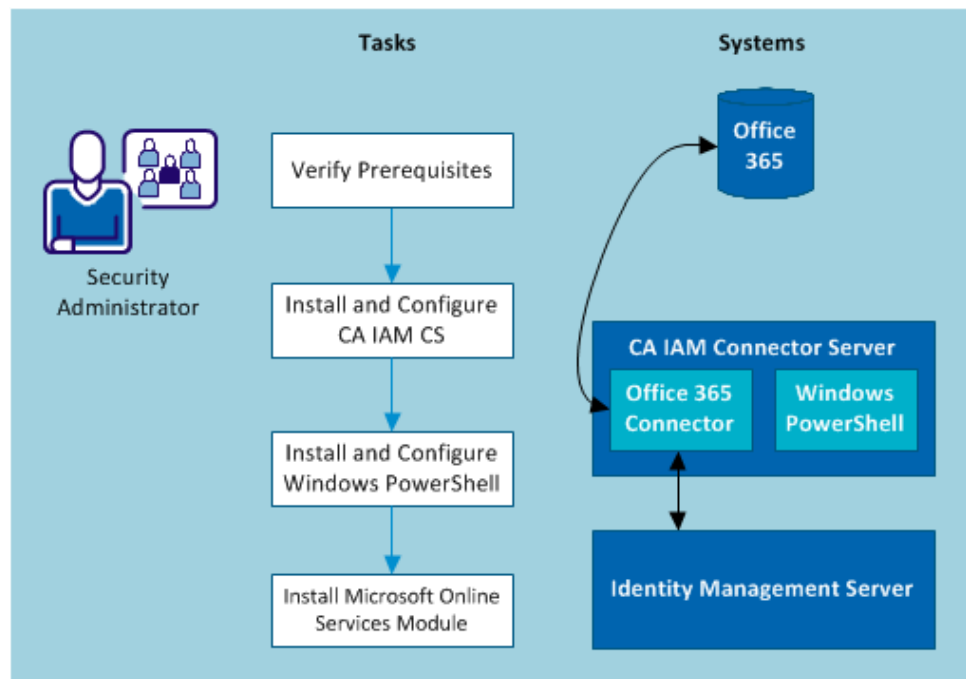 Tasks
Systems
Security
Administrator
Verify Prerequisites
Install and Configure
CA IAM CS
Install and Configure
Windows PowerShell
Install Microsoft Online
Services Module
Office
365
CA IAM Connector Server
Office 365
Connector
Windows
PowerShell
Identity Management Server